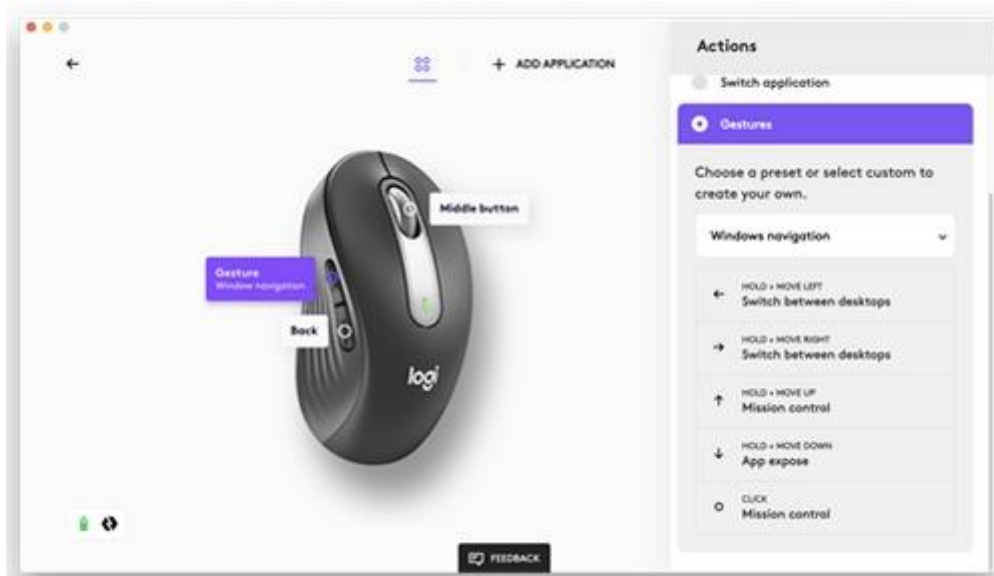 ADD APPLICATION
Middle button
Gesture
Window navigation
Back
logi
FEEDBACK
Actions
Switch application
Gestures
Choose a preset or select custom to
create your own.
Windows navigation
HOLD + MOVE LEFT
Switch between desktops
HOLD + MOVE RIGHT
Switch between desktops
HOLD + MOVE UP
Mission control
HOLD + MOVE DOWN
App expose
CLICK
Mission control